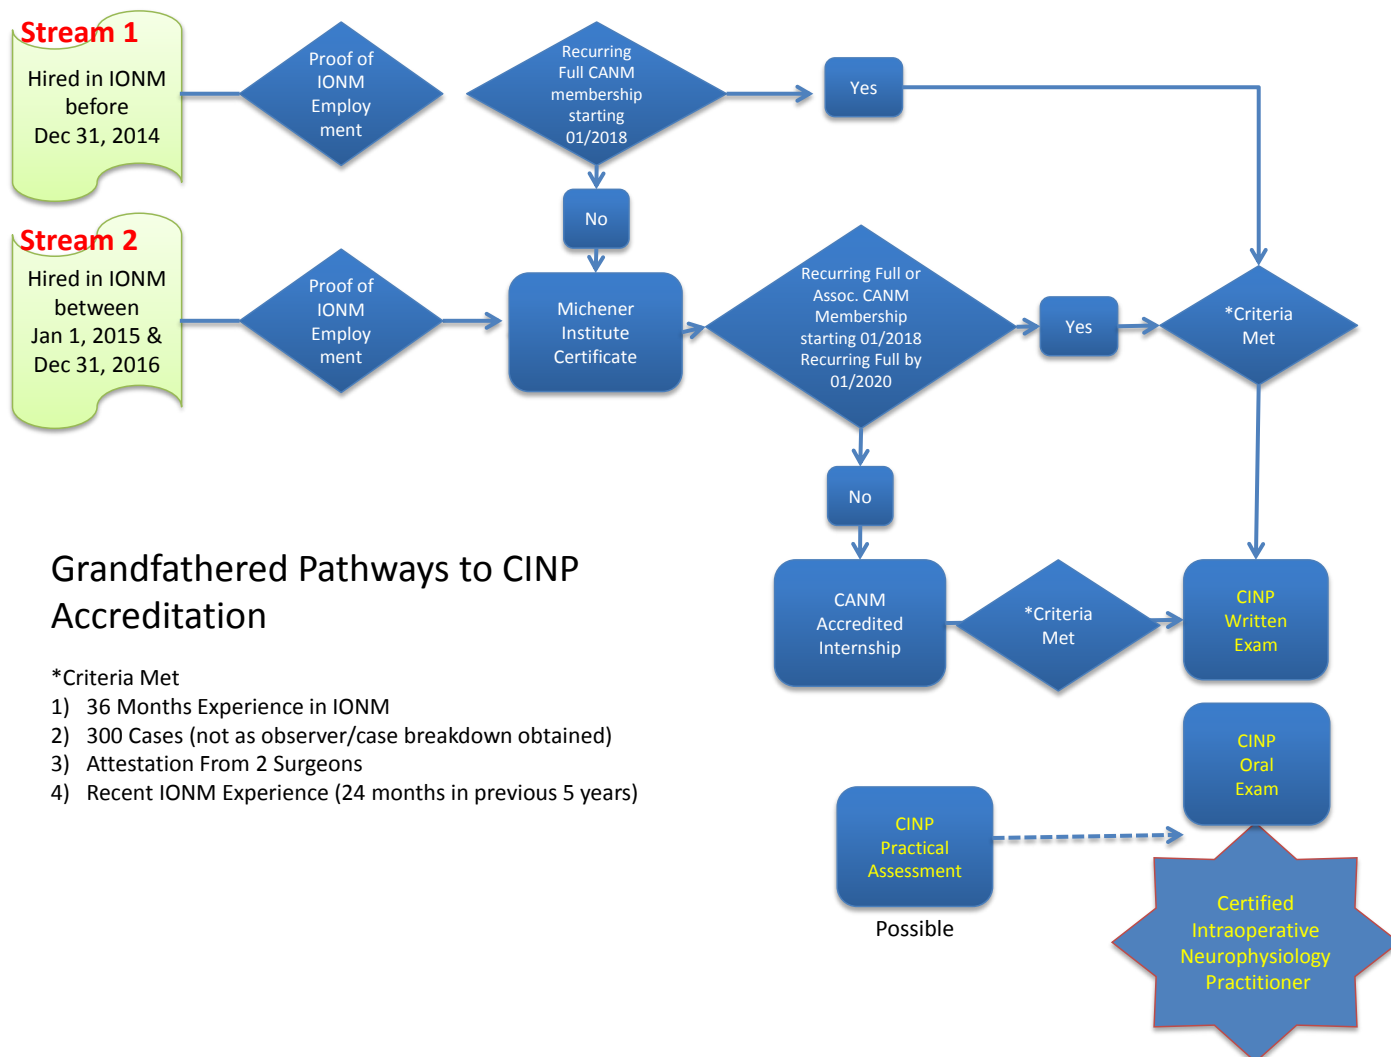 Stream 1
Hired in IONM
before
Dec 31, 2014
Proof of
IONM
Employ
ment
Recurring
Full CANM
membership
starting
01/2018
Yes
No
Stream 2
Hired in IONM
between
Jan 1, 2015 &
Dec 31, 2016
Proof of
IONM
Employ
ment
Michener
Institute
Certificate
Recurring Full or
Assoc. CANM
Membership
starting 01/2018
Recurring Full by
01/2020
Yes
*Criteria
Met
No
CANM
Accredited
Internship
*Criteria
Met
CINP
Written
Exam
Grandfathered Pathways to CINP
Accreditation
*Criteria Met
1) 36 Months Experience in IONM
2) 300 Cases (not as observer/case breakdown obtained)
3) Attestation From 2 Surgeons
4) Recent IONM Experience (24 months in previous 5 years)
CINP
Oral
Exam
CINP
Practical
Assessment
Possible
Certified
Intraoperative
Neurophysiology
Practitioner